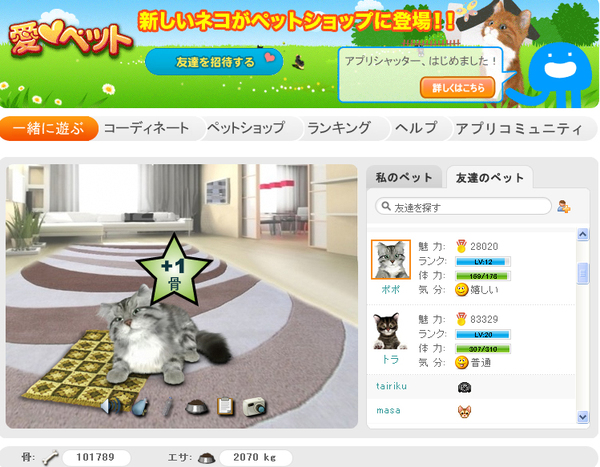 愛ペット
新しいネコがペットショップに登場!!
友達を招待する
アプリシャッター、はじめました!
詳しくはこちら
一緒に遊ぶ
コーディネート
ペットショップ
ランキング
ヘルプ
アプリコミュニティ
私のペット
友達のペット
友達を探す
+1
骨
魅力: 28020
ランク: LV:12
体力: 169/176
気分: 嬉しい
ボボ
魅力: 83329
ランク: LV:20
体力: 307/310
気分: 普通
トラ
tairiku
masa
骨: 101789
エサ: 2070 kg